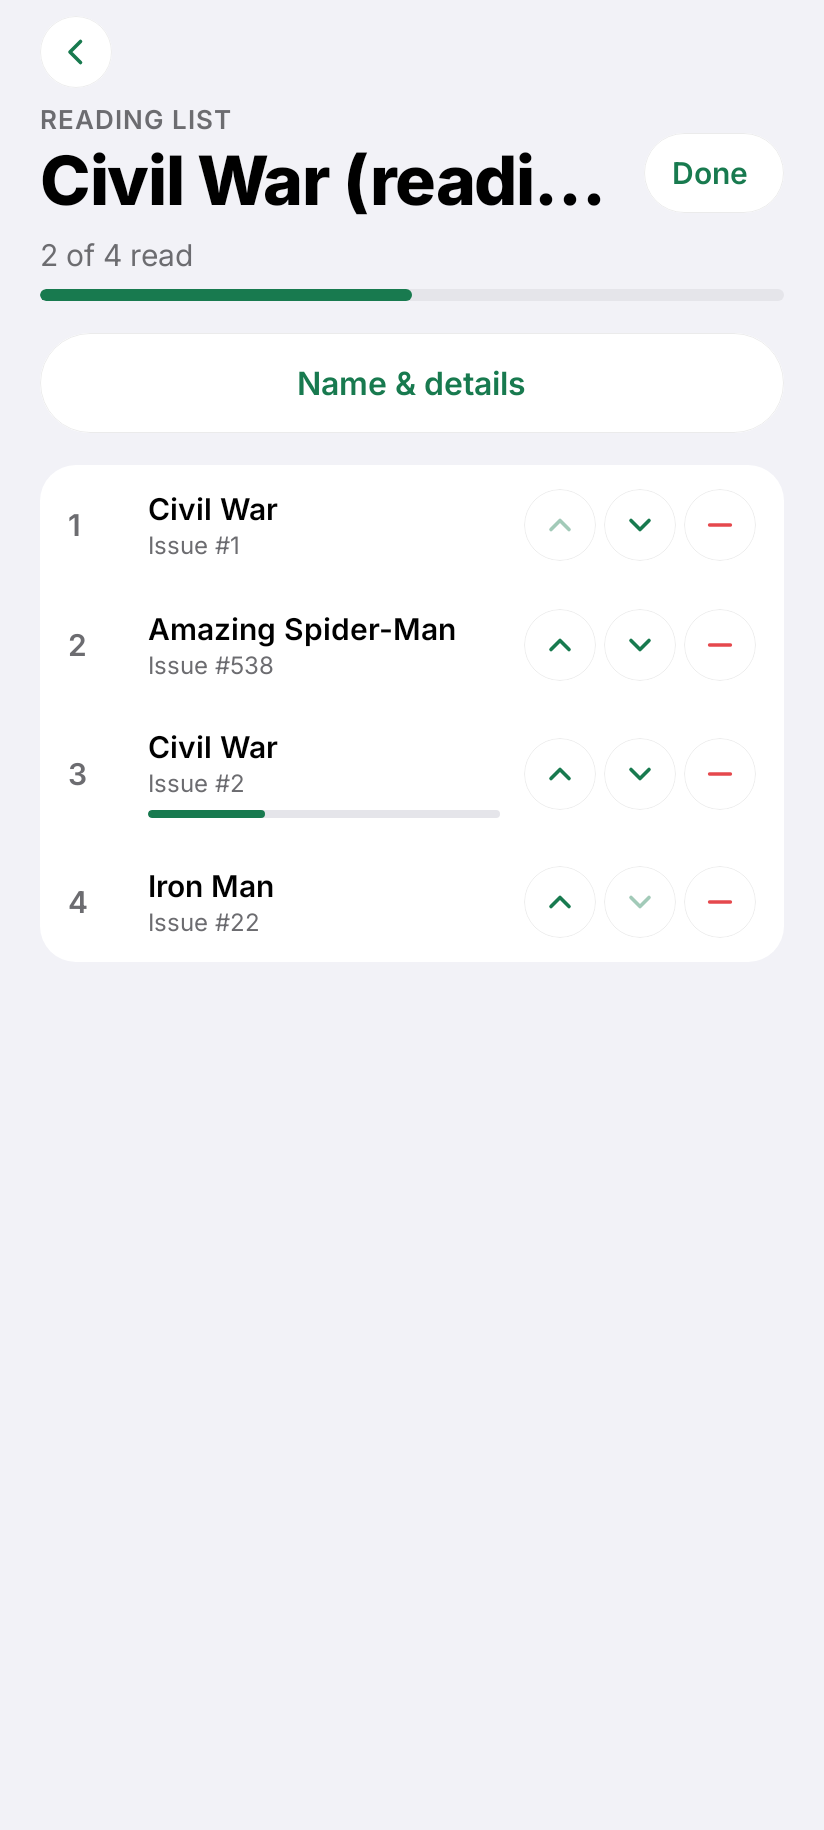 READING LIST
Civil War (readi...
Done
2 of 4 read
Name & details
1
Civil War
Issue #1
2
Amazing Spider-Man
Issue #538
3
Civil War
Issue #2
4
Iron Man
Issue #22